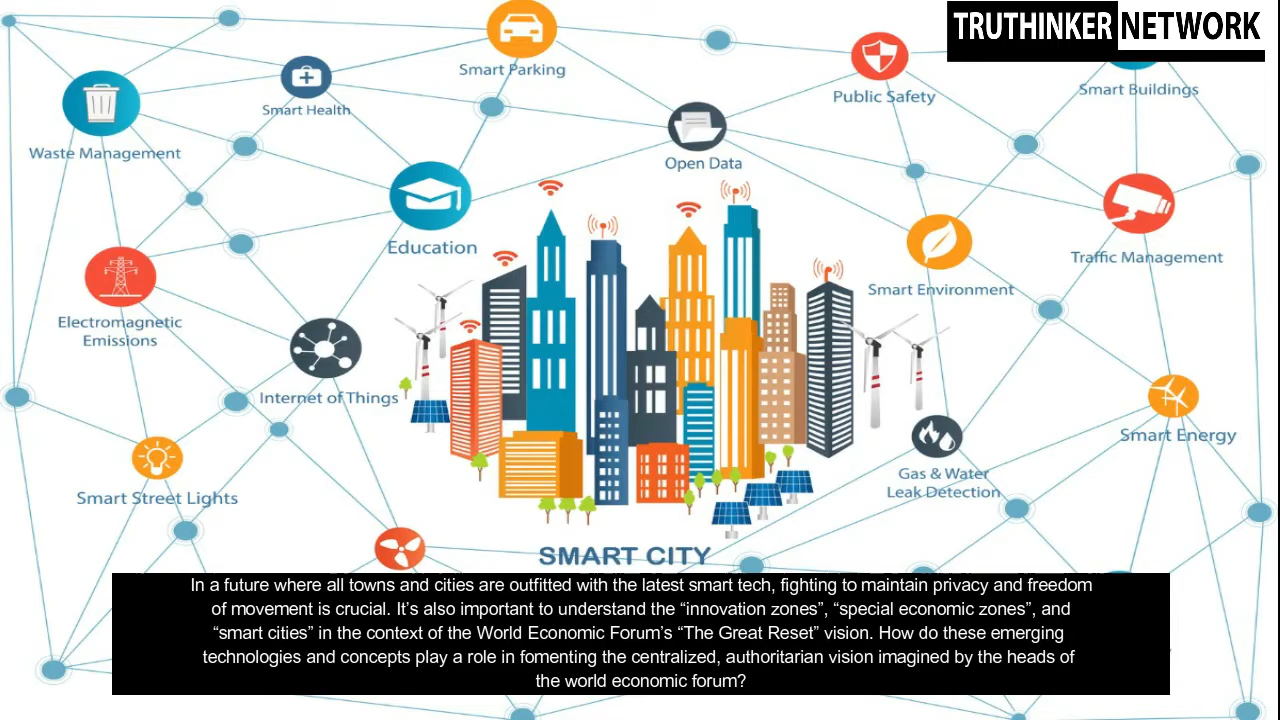 TRUTHINKER NETWORK
Smart Parking
Public Safety
Smart Buildings
Smart Health
Waste Management
Open Data
Education
Traffic Management
Smart Environment
Electromagnetic
Emissions
Internet of Things
Smart Energy
Gas & Water
Leak Detection
Smart Street Lights
SMART CITY
In a future where all towns and cities are outfitted with the latest smart tech, fighting to maintain privacy and freedom
of movement is crucial. It's also important to understand the “innovation zones”, “special economic zones”, and
“smart cities” in the context of the World Economic Forum's “The Great Reset” vision. How do these emerging
technologies and concepts play a role in fomenting the centralized, authoritarian vision imagined by the heads of
the world economic forum?